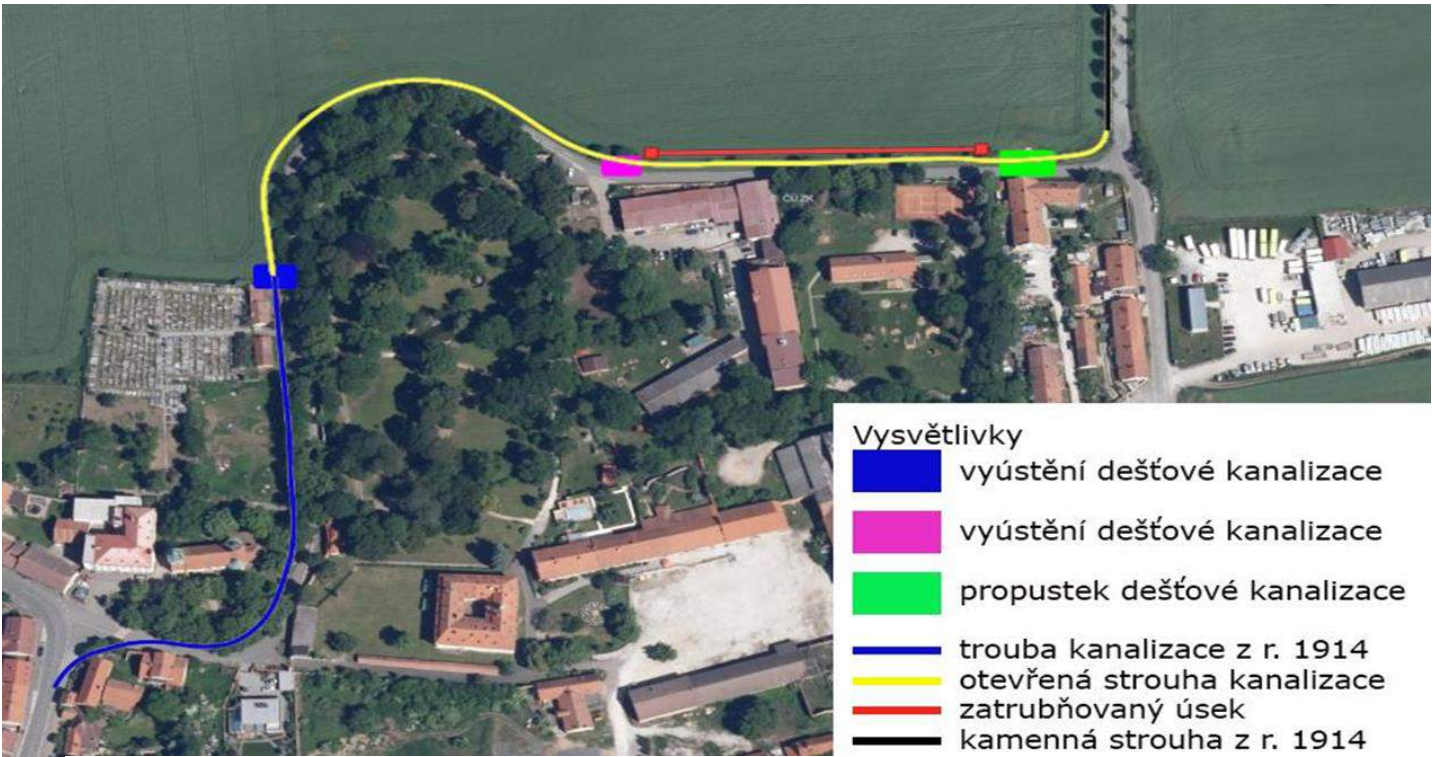 ČÚZK
Vysvětlivky
vyústění dešťové kanalizace
vyústění dešťové kanalizace
propustek dešťové kanalizace
trouba kanalizace z r. 1914
otevřená strouha kanalizace
zatrubňovaný úsek
kamenná strouha z r. 1914